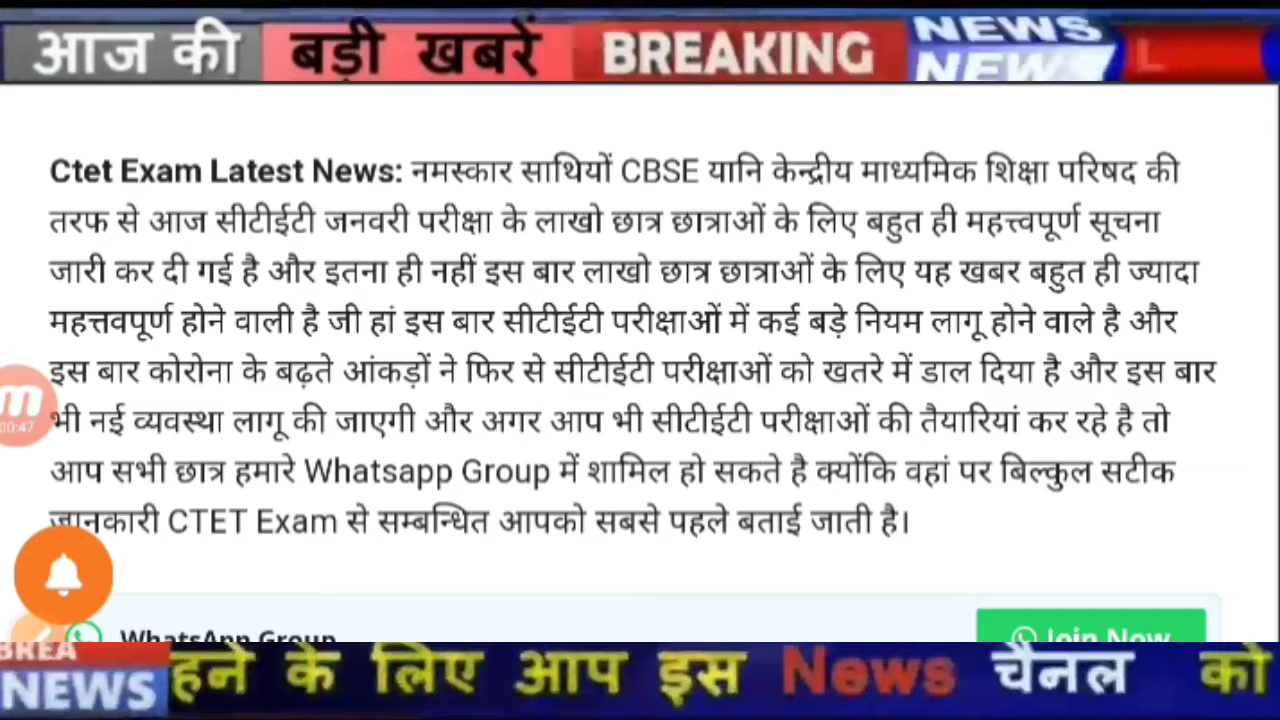 आज की बड़ी खबरें BREAKING NEWS
NEWS
Ctet Exam Latest News: नमस्कार साथियों CBSE यानि केन्द्रीय माध्यमिक शिक्षा परिषद की
तरफ से आज सीटीईटी जनवरी परीक्षा के लाखो छात्र छात्राओं के लिए बहुत ही महत्त्वपूर्ण सूचना
जारी कर दी गई है और इतना ही नहीं इस बार लाखो छात्र छात्राओं के लिए यह खबर बहुत ही ज्यादा
महत्तवपूर्ण होने वाली है जी हां इस बार सीटीईटी परीक्षाओं में कई बड़े नियम लागू होने वाले है और
इस बार कोरोना के बढ़ते आंकड़ों ने फिर से सीटीईटी परीक्षाओं को खतरे में डाल दिया है और इस बार
00:47
भी नई व्यवस्था लागू की जाएगी और अगर आप भी सीटीईटी परीक्षाओं की तैयारियां कर रहे है तो
आप सभी छात्र हमारे Whatsapp Group में शामिल हो सकते है क्योंकि वहां पर बिल्कुल सटीक
जानकारी CTET Exam से सम्बन्धित आपको सबसे पहले बताई जाती है।
WhatsApp Group Join Now
BREA
NEWS हने के लिए आप इस News चैनल को